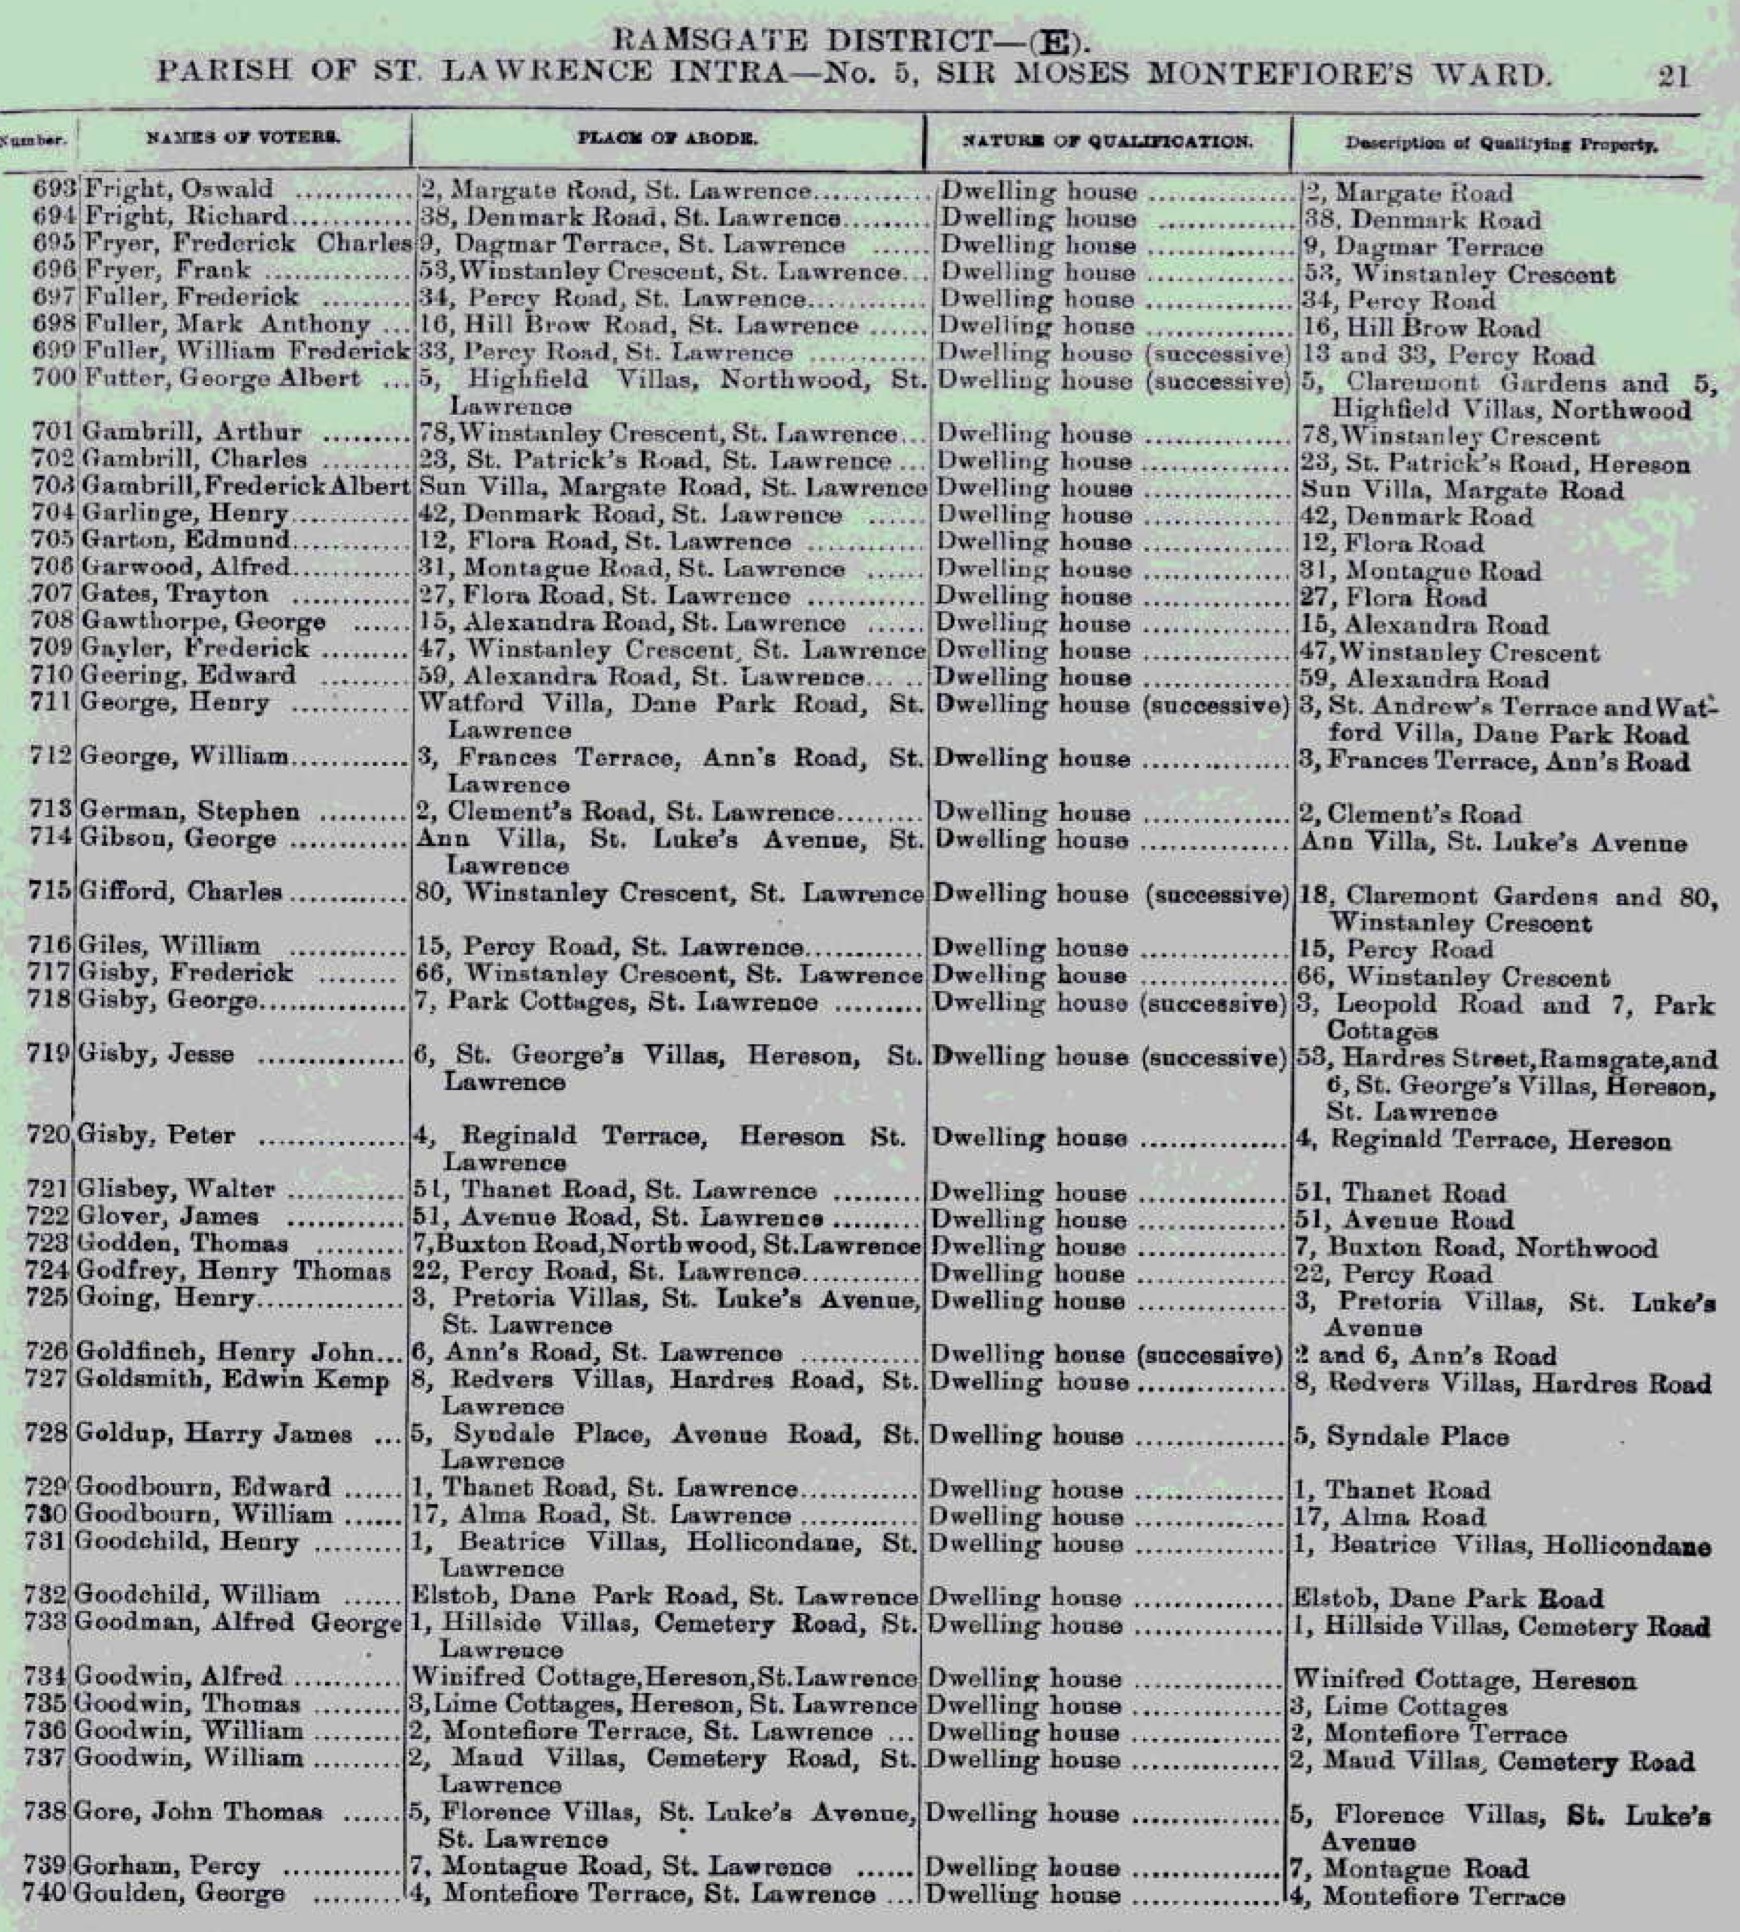 RAMSGATE DISTRICT—(E).
PARISH OF ST. LAWRENCE INTRA—No. 5, SIR MOSES MONTEFIORE'S WARD. 21
Number. NAMES OF VOTERS. PLACE OF ABODE. NATURE OF QUALIFICATION. Description of Qualifying Property.
693 Fright, Oswald ............ 2, Margate Road, St. Lawrence............ Dwelling house ............... 2, Margate Road
694 Fright, Richard............ 38, Denmark Road, St. Lawrence......... Dwelling house .............. 38, Denmark Road
695 Fryer, Frederick Charles 9, Dagmar Terrace, St. Lawrence ...... Dwelling house ............... 9, Dagmar Terrace
696 Fryer, Frank ............... 53, Winstanley Crescent, St. Lawrence... Dwelling house ............... 53, Winstanley Crescent
697 Fuller, Frederick ......... 34, Percy Road, St. Lawrence............ Dwelling house ............... 34, Percy Road
698 Fuller, Mark Anthony ... 16, Hill Brow Road, St. Lawrence ...... Dwelling house ............... 16, Hill Brow Road
699 Fuller, William Frederick 33, Percy Road, St. Lawrence ............ Dwelling house (successive) 13 and 33, Percy Road
700 Futter, George Albert ... 5, Highfield Villas, Northwood, St. Dwelling house (successive) 5, Claremont Gardens and 5,
Lawrence Highfield Villas, Northwood
701 Gambrill, Arthur ......... 78, Winstanley Crescent, St. Lawrence... Dwelling house ............... 78, Winstanley Crescent
702 Gambrill, Charles ......... 23, St. Patrick's Road, St. Lawrence ... Dwelling house ............... 23, St. Patrick's Road, Hereson
703 Gambrill, Frederick Albert Sun Villa, Margate Road, St. Lawrence Dwelling house ............... Sun Villa, Margate Road
704 Garlinge, Henry............ 42, Denmark Road, St. Lawrence ...... Dwelling house ............... 42, Denmark Road
705 Garton, Edmund............ 12, Flora Road, St. Lawrence ............ Dwelling house ............... 12, Flora Road
706 Garwood, Alfred............ 31, Montague Road, St. Lawrence ...... Dwelling house ............... 31, Montague Road
707 Gates, Trayton ............ 27, Flora Road, St. Lawrence ............ Dwelling house ............... 27, Flora Road
708 Gawthorpe, George ...... 15, Alexandra Road, St. Lawrence ...... Dwelling house ............... 15, Alexandra Road
709 Gayler, Frederick ......... 47, Winstanley Crescent, St. Lawrence Dwelling house ............... 47, Winstanley Crescent
710 Geering, Edward ......... 59, Alexandra Road, St. Lawrence...... Dwelling house ............... 59, Alexandra Road
711 George, Henry ............ Watford Villa, Dane Park Road, St. Dwelling house (successive) 3, St. Andrew's Terrace and Wat-
Lawrence ford Villa, Dane Park Road
712 George, William............ 3, Frances Terrace, Ann's Road, St. Dwelling house ............... 3, Frances Terrace, Ann's Road
Lawrence
713 German, Stephen ......... 2, Clement's Road, St. Lawrence......... Dwelling house ............... 2, Clement's Road
714 Gibson, George ............ Ann Villa, St. Luke's Avenue, St. Dwelling house ............... Ann Villa, St. Luke's Avenue
Lawrence
715 Gifford, Charles ............ 80, Winstanley Crescent, St. Lawrence Dwelling house (successive) 18, Claremont Gardens and 80,
Winstanley Crescent
716 Giles, William ............ 15, Percy Road, St. Lawrence............ Dwelling house ............... 15, Percy Road
717 Gisby, Frederick ........ 66, Winstanley Crescent, St. Lawrence Dwelling house ............... 66, Winstanley Crescent
718 Gisby, George............... 7, Park Cottages, St. Lawrence ......... Dwelling house (successive) 3, Leopold Road and 7, Park
Cottages
719 Gisby, Jesse ............... 6, St. George's Villas, Hereson, St. Dwelling house (successive) 53, Hardres Street, Ramsgate, and
Lawrence 6, St. George's Villas, Hereson,
St. Lawrence
720 Gisby, Peter ............... 4, Reginald Terrace, Hereson St. Dwelling house ............... 4, Reginald Terrace, Hereson
Lawrence
721 Glisbey, Walter ............ 51, Thanet Road, St. Lawrence ......... Dwelling house ............... 51, Thanet Road
722 Glover, James ............ 51, Avenue Road, St. Lawrence ......... Dwelling house ............... 51, Avenue Road
723 Godden, Thomas ......... 7, Buxton Road, Northwood, St. Lawrence Dwelling house ............... 7, Buxton Road, Northwood
724 Godfrey, Henry Thomas 22, Percy Road, St. Lawrence............ Dwelling house ............... 22, Percy Road
725 Going, Henry............... 3, Pretoria Villas, St. Luke's Avenue, Dwelling house ............... 3, Pretoria Villas, St. Luke's
St. Lawrence Avenue
726 Goldfinch, Henry John... 6, Ann's Road, St. Lawrence ............ Dwelling house (successive) 2 and 6, Ann's Road
727 Goldsmith, Edwin Kemp 8, Redvers Villas, Hardres Road, St. Dwelling house ............... 8, Redvers Villas, Hardres Road
Lawrence
728 Goldup, Harry James ... 5, Syndale Place, Avenue Road, St. Dwelling house ............... 5, Syndale Place
Lawrence
729 Goodbourn, Edward ...... 1, Thanet Road, St. Lawrence............ Dwelling house ............... 1, Thanet Road
730 Goodbourn, William ...... 17, Alma Road, St. Lawrence ............ Dwelling house ............... 17, Alma Road
731 Goodchild, Henry ......... 1, Beatrice Villas, Hollicondane, St. Dwelling house ............... 1, Beatrice Villas, Hollicondane
Lawrence
732 Goodchild, William ...... Elstob, Dane Park Road, St. Lawrence Dwelling house ............... Elstob, Dane Park Road
733 Goodman, Alfred George 1, Hillside Villas, Cemetery Road, St. Dwelling house ............... 1, Hillside Villas, Cemetery Road
Lawrence
734 Goodwin, Alfred............ Winifred Cottage, Hereson, St. Lawrence Dwelling house ............... Winifred Cottage, Hereson
735 Goodwin, Thomas ......... 3, Lime Cottages, Hereson, St. Lawrence Dwelling house ............... 3, Lime Cottages
736 Goodwin, William ......... 2, Montefiore Terrace, St. Lawrence ... Dwelling house ............... 2, Montefiore Terrace
737 Goodwin, William ......... 2, Maud Villas, Cemetery Road, St. Dwelling house ............... 2, Maud Villas, Cemetery Road
Lawrence
738 Gore, John Thomas ...... 5, Florence Villas, St. Luke's Avenue, Dwelling house ............... 5, Florence Villas, St. Luke's
St. Lawrence Avenue
739 Gorham, Percy ............ 7, Montague Road, St. Lawrence ...... Dwelling house ............... 7, Montague Road
740 Goulden, George ......... 4, Montefiore Terrace, St. Lawrence ... Dwelling house ............... 4, Montefiore Terrace